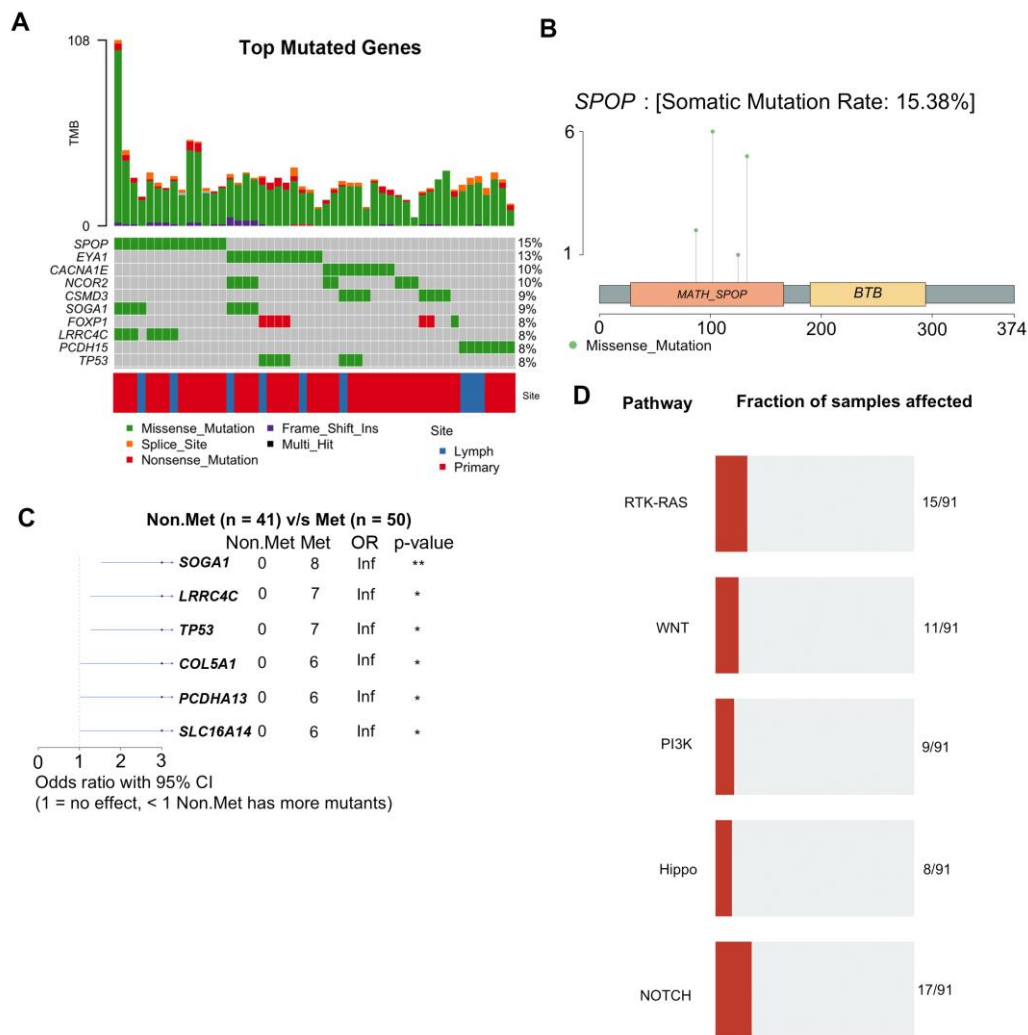 A
Top Mutated Genes
108
TMB
0
SPOP 15%
EYA1 13%
CACNA1E 10%
NCOR2 10%
CSMD3 9%
SOGA1 9%
FOXP1 8%
LRRC4C 8%
PCDH15 8%
TP53 8%
Site
Missense_Mutation
Splice_Site
Nonsense_Mutation
Frame_Shift_Ins
Multi_Hit
Site
Lymph
Primary
B
SPOP : [Somatic Mutation Rate: 15.38%]
6
1
MATH_SPOP
BTB
0 100 200 300 374
Missense_Mutation
C
Non.Met (n = 41) v/s Met (n = 50)
Non.Met Met OR p-value
SOGA1 0 8 Inf **
LRRC4C 0 7 Inf *
TP53 0 7 Inf *
COL5A1 0 6 Inf *
PCDHA13 0 6 Inf *
SLC16A14 0 6 Inf *
0 1 2 3
Odds ratio with 95% CI
(1 = no effect, < 1 Non.Met has more mutants)
D
Pathway Fraction of samples affected
RTK-RAS 15/91
WNT 11/91
PI3K 9/91
Hippo 8/91
NOTCH 17/91